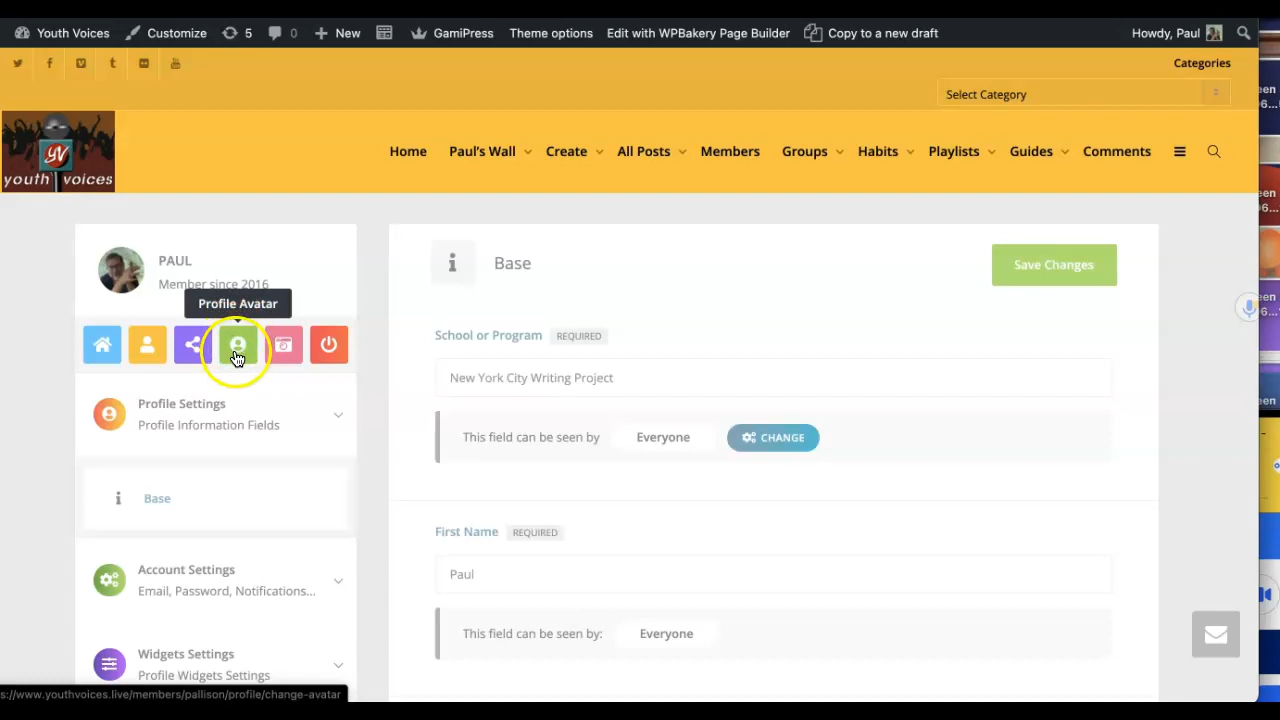 Youth Voices Customize 5 0 New GamiPress Theme options Edit with WPBakery Page Builder Copy to a new draft Howdy, Paul
Categories
Select Category
YV
youth voices
Home Paul's Wall Create All Posts Members Groups Habits Playlists Guides Comments
PAUL
Member since 2016
Profile Avatar
Base
Save Changes
School or Program REQUIRED
New York City Writing Project
This field can be seen by Everyone CHANGE
First Name REQUIRED
Paul
This field can be seen by: Everyone
Profile Settings
Profile Information Fields
Base
Account Settings
Email, Password, Notifications...
Widgets Settings
Profile Widgets Settings
s://www.youthvoices.live/members/pallison/profile/change-avatar